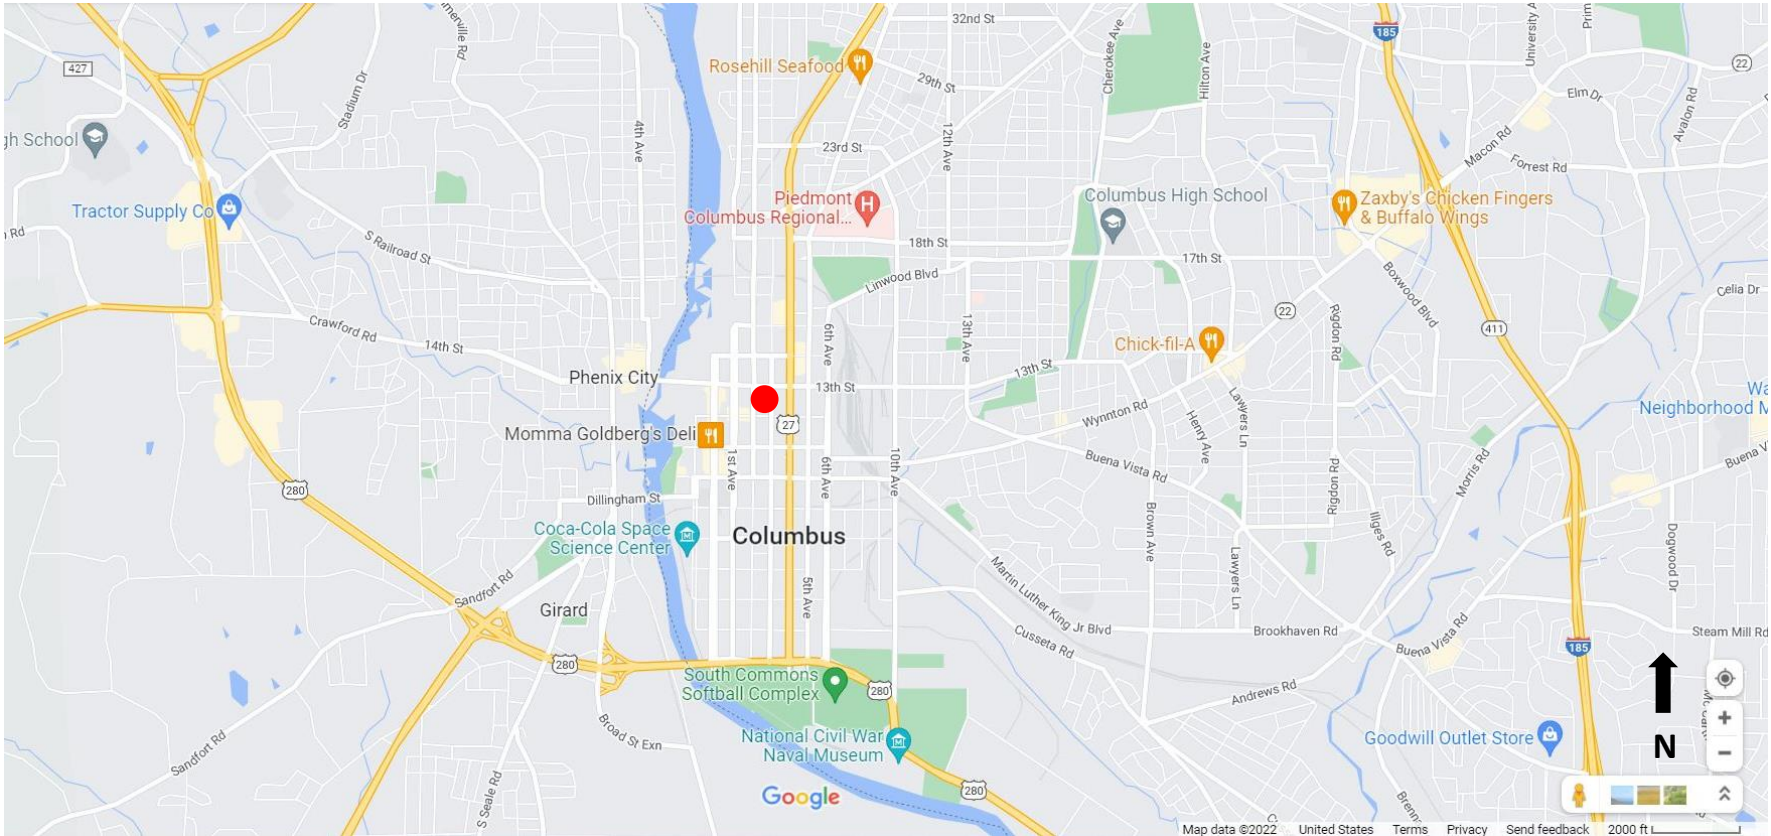 32nd St
185
427
22
Rosehill Seafood
29th St
Elm Dr
Stadium Dr
4th Ave
12th Ave
Cherokee Ave
Hilton Ave
Avalon Rd
gh School
23rd St
Macon Rd
Forrest Rd
Piedmont
Columbus Regional...
Columbus High School
Zaxby's Chicken Fingers
& Buffalo Wings
Tractor Supply Co
S Railroad St
18th St
17th St
Linwood Blvd
Boxwood Blvd
Celia Dr
Crawford Rd
14th St
6th Ave
13th Ave
22
Rigdon Rd
411
Chick-fil-A
Phenix City
13th St
13th St
Wa
Neighborhood M
Momma Goldberg's Deli
27
Wynnton Rd
Henry Ave
Lawyers Ln
1st Ave
6th Ave
10th Ave
Buena Vista Rd
Rigdon Rd
Morris Rd
Buena V
280
Dillingham St
Brown Ave
Illges Rd
Coca-Cola Space
Science Center
Columbus
Dogwood Dr
Sandfort Rd
Girard
5th Ave
Martin Luther King Jr Blvd
Lawyers Ln
Cusseta Rd
Brookhaven Rd
Buena Vista Rd
Steam Mill Rd
280
185
South Commons
Softball Complex
280
Andrews Rd
Sandfort Rd
Broad St Exn
National Civil War
Naval Museum
Goodwill Outlet Store
N
S Seale Rd
Google
280
Map data ©2022 United States Terms Privacy Send feedback 2000 ft